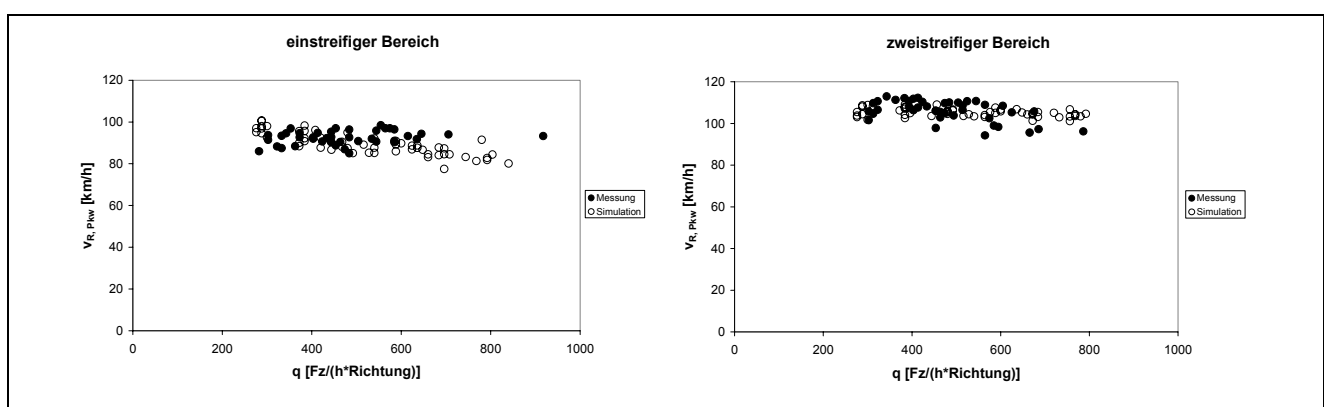 einstreifiger Bereich
120
100
80
60
40
20
0
0 200 400 600 800 1000
v R, Pkw [km/h]
q [Fz/(h*Richtung)]
Messung
Simulation
zweistreifiger Bereich
120
100
80
60
40
20
0
0 200 400 600 800 1000
v R, Pkw [km/h]
q [Fz/(h*Richtung)]
Messung
Simulation